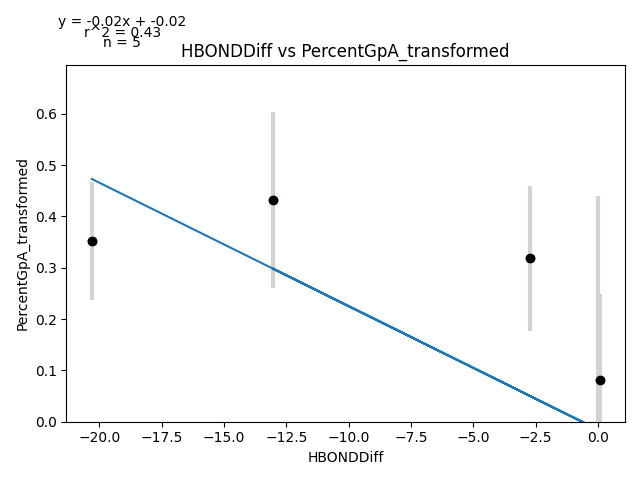 y = -0.02x + -0.02
r^2 = 0.43
n = 5
HBONDDiff vs PercentGpA_transformed
PercentGpA_transformed
0.6
0.5
0.4
0.3
0.2
0.1
0.0
−20.0 −17.5 −15.0 −12.5 −10.0 −7.5 −5.0 −2.5 0.0
HBONDDiff